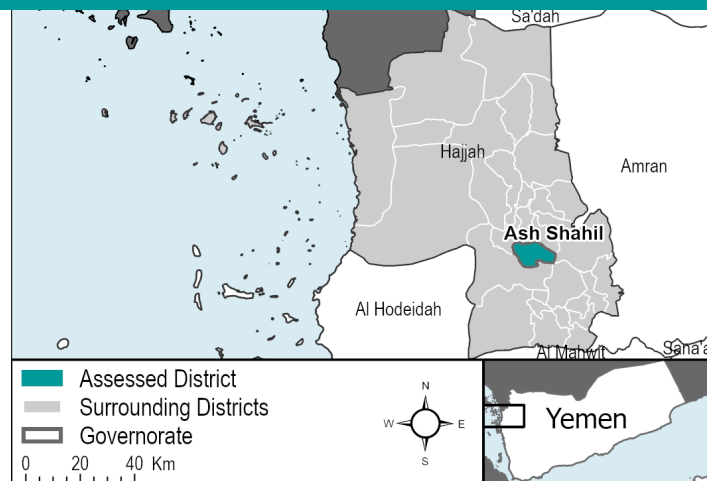 Sa'dah
Hajjah
Amran
Ash Shahil
Al Hodeidah
Al Mahwit
Sana'a
Assessed District
Surrounding Districts
Governorate
0 20 40 Km
N
W E
S
Yemen